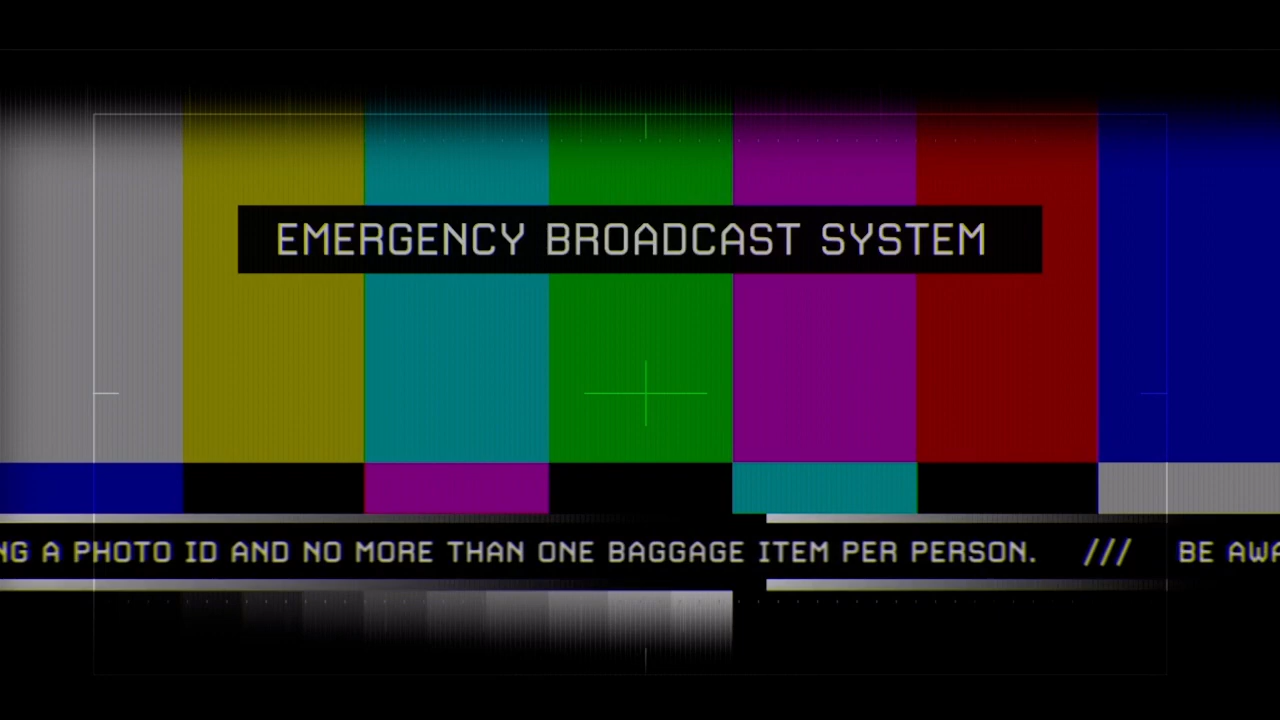 EMERGENCY BROADCAST SYSTEM
NG A PHOTO ID AND NO MORE THAN ONE BAGGAGE ITEM PER PERSON. /// BE AWA